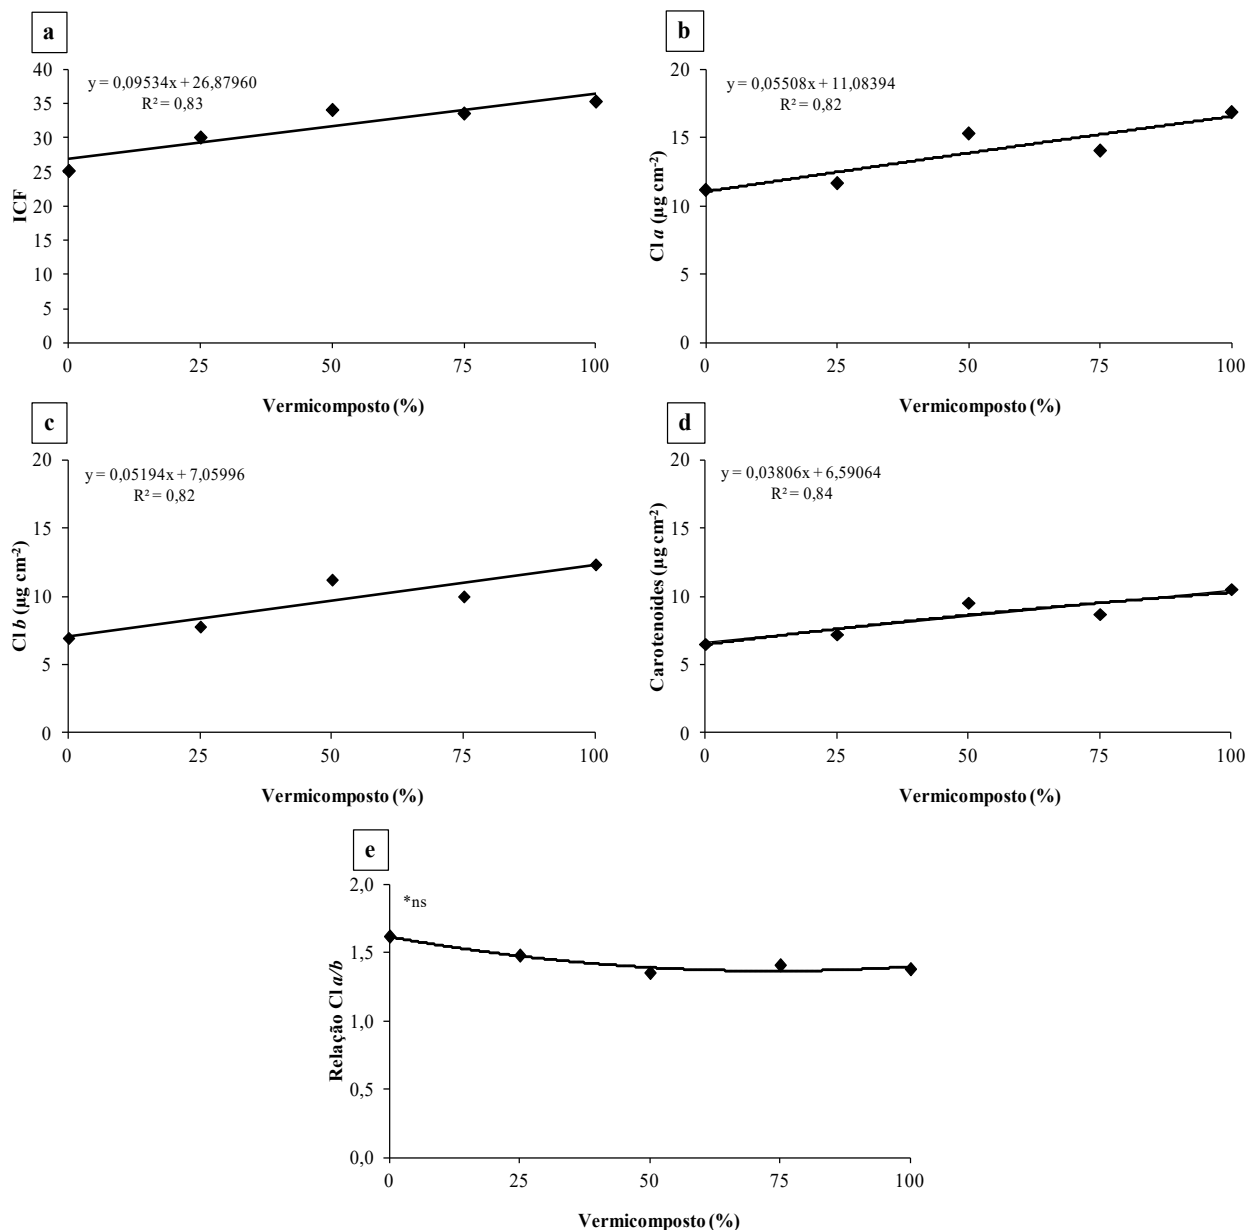 a
y = 0,09534x + 26,87960
R² = 0,83
40
35
30
25
20
15
10
5
0
ICF
0 25 50 75 100
Vermicomposto (%)
b
y = 0,05508x + 11,08394
R² = 0,82
20
15
10
5
0
Cl a (µg cm⁻²)
0 25 50 75 100
Vermicomposto (%)
c
y = 0,05194x + 7,05996
R² = 0,82
20
15
10
5
0
Cl b (µg cm⁻²)
0 25 50 75 100
Vermicomposto (%)
d
y = 0,03806x + 6,59064
R² = 0,84
20
15
10
5
0
Carotenoides (µg cm⁻²)
0 25 50 75 100
Vermicomposto (%)
e
*ns
2,0
1,5
1,0
0,5
0,0
Relação Cl a/b
0 25 50 75 100
Vermicomposto (%)